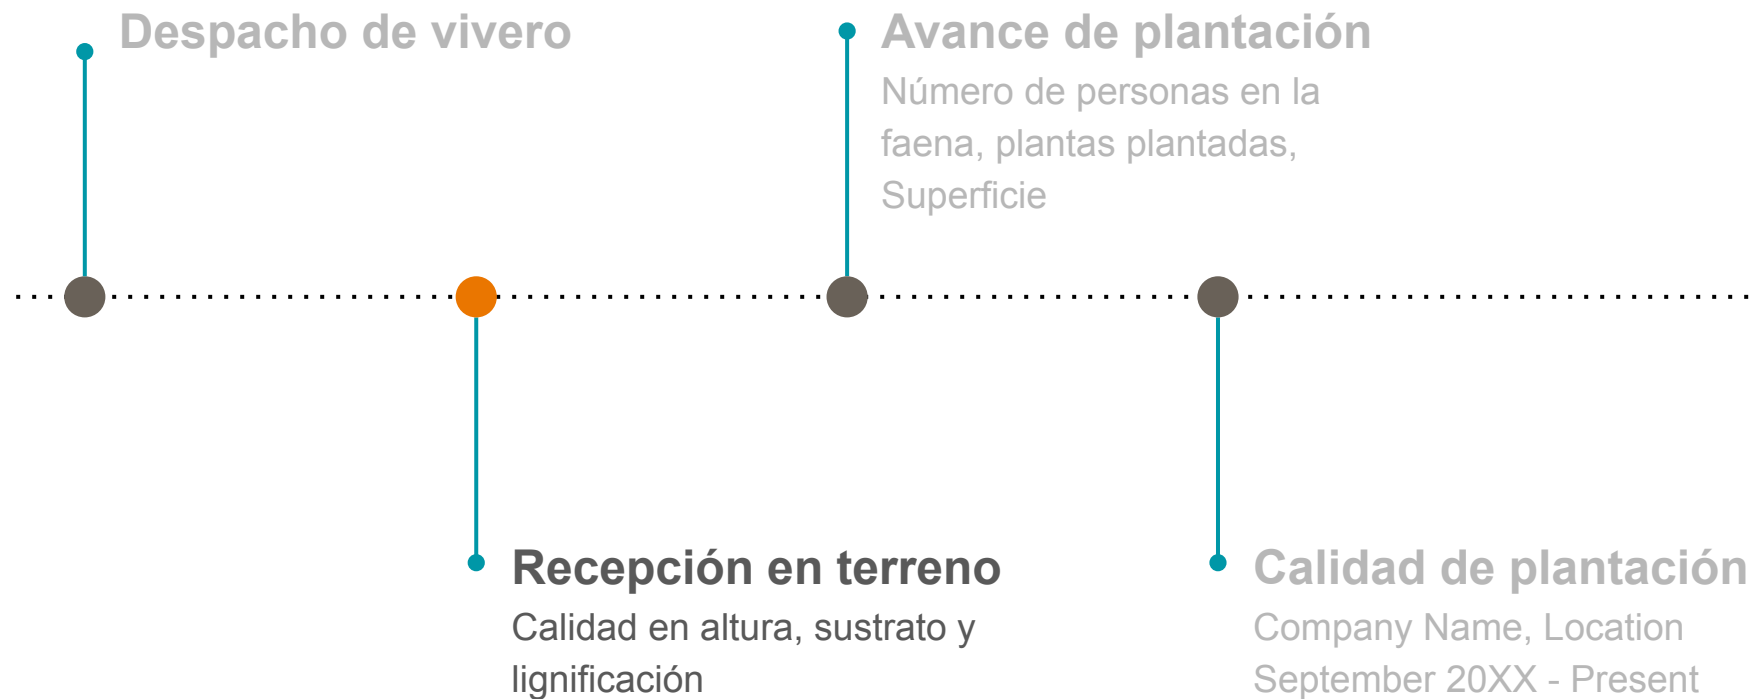 Despacho de vivero
Avance de plantación
Número de personas en la
faena, plantas plantadas,
Superficie
Recepción en terreno
Calidad en altura, sustrato y
lignificación
Calidad de plantación
Company Name, Location
September 20XX - Present